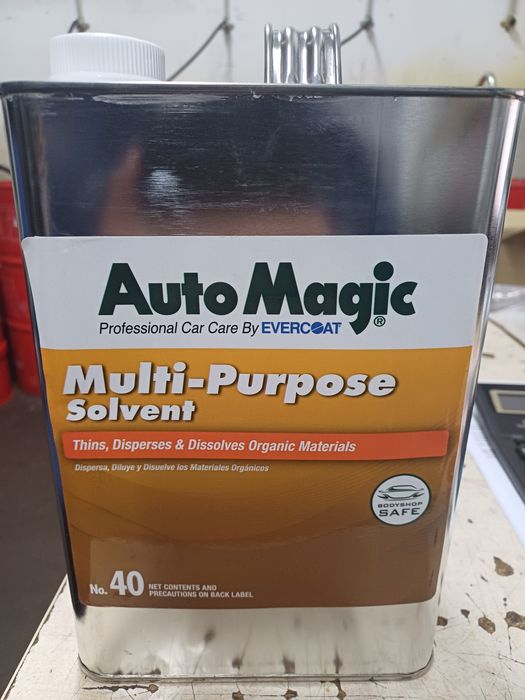 Auto Magic®
Professional Car Care By EVERCOAT
Multi-Purpose
Solvent
Thins, Disperses & Dissolves Organic Materials
Dispersa, Diluye y Disuelve los Materiales Orgánicos
BODYSHOP
SAFE
No. 40 NET CONTENTS AND
PRECAUTIONS ON BACK LABEL